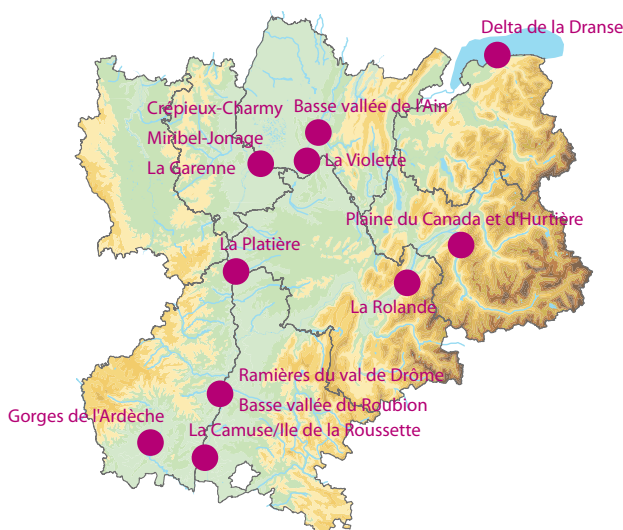 Delta de la Dranse
Crépieux-Charmy
Basse vallée de l'Ain
Miribel-Jonage
La Violette
La Garenne
Plaine du Canada et d'Hurtière
La Platière
La Rolande
Ramières du val de Drôme
Basse vallée du Roubion
Gorges de l'Ardèche
La Camuse/Ile de la Roussette